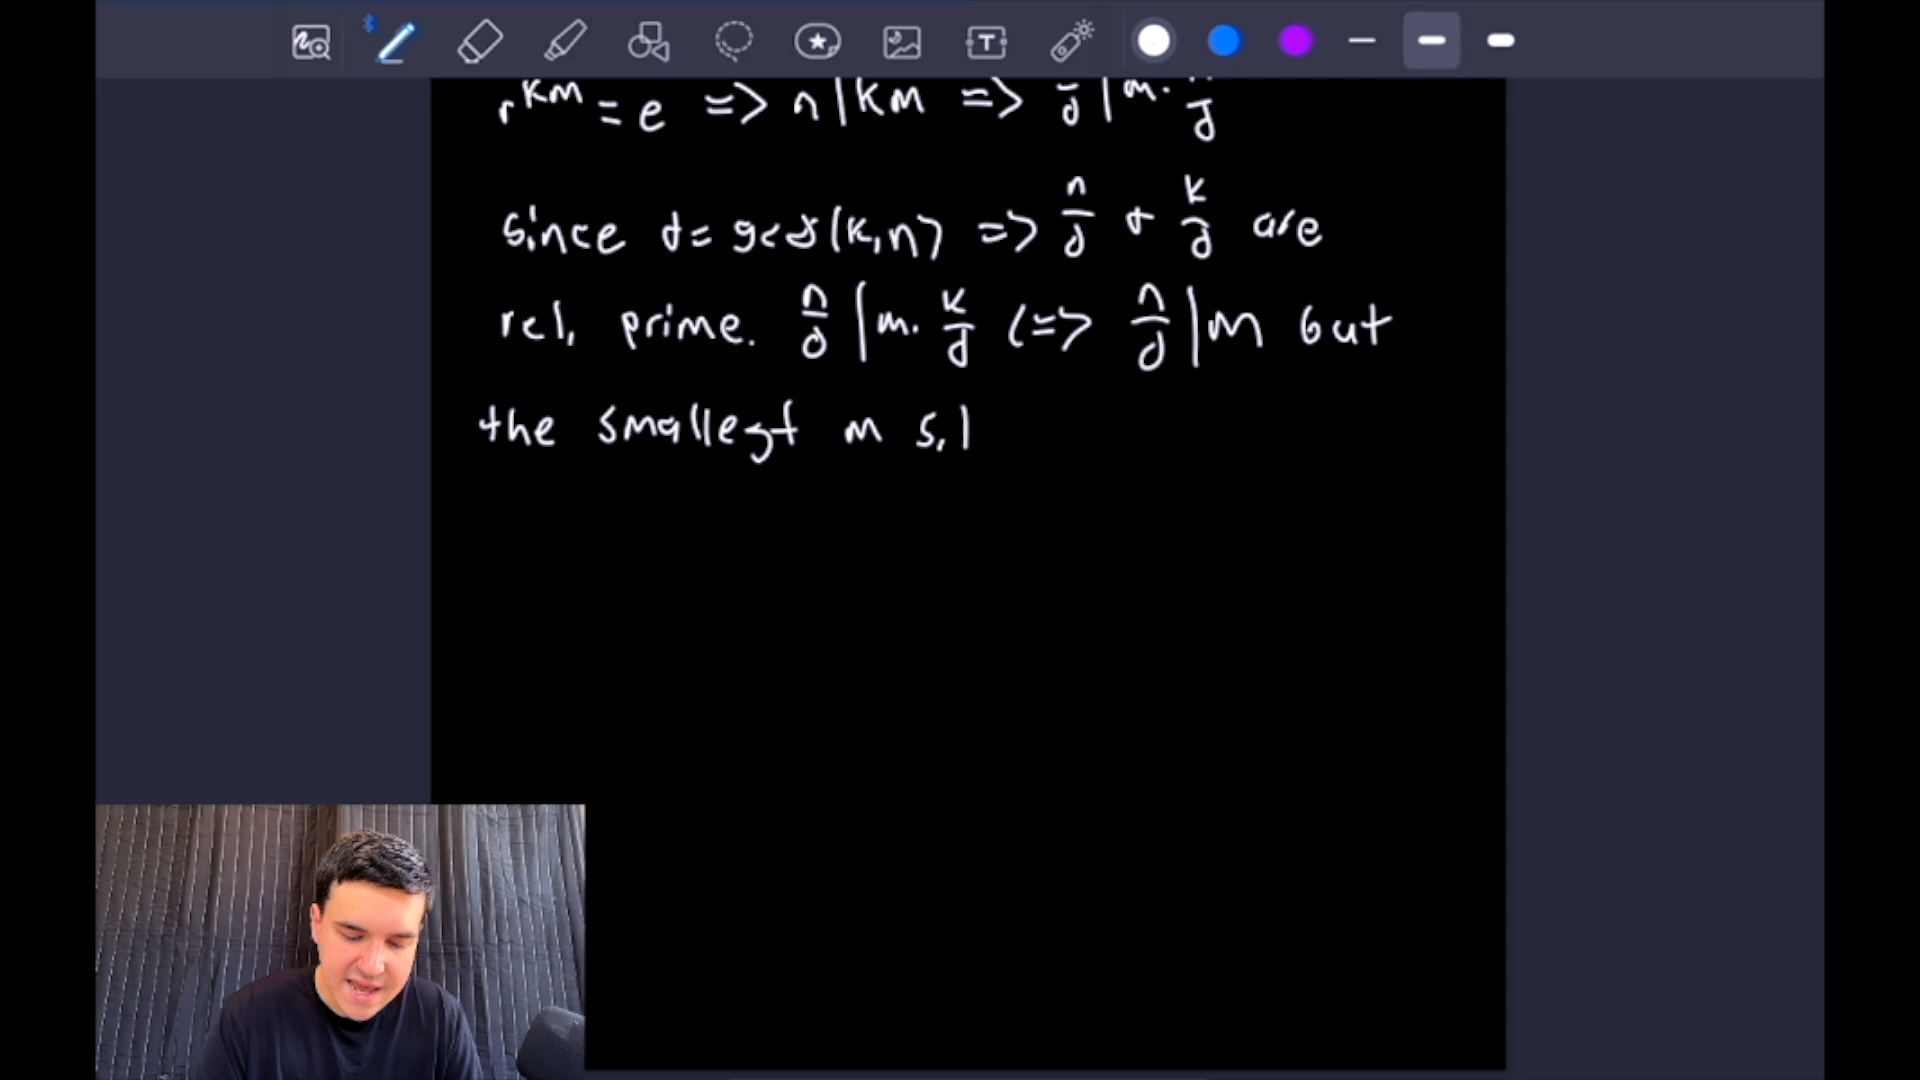 r^{km} = e => n | km => n/d | m · k/d
since d = gcd(k,n) => n/d + k/d are
rel. prime. n/d | m · k/d <=> n/d | m but
the smallest m s.t